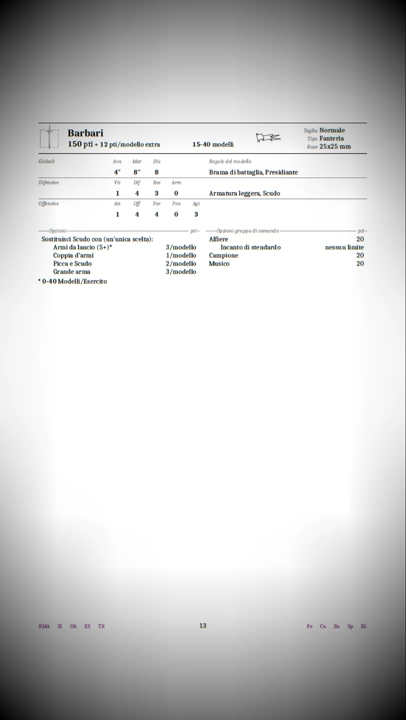 Barbari
150 pti + 12 pti/modello extra 15-40 modelli
Taglia Normale
Tipo Fanteria
Base 25x25 mm
Globali Ava Mar Dis Regole del modello
4" 8" 8 Brama di battaglia, Presidiante
Difensive Vit Dif Res Arm
1 4 3 0 Armatura leggera, Scudo
Offensive Att Off For Pen Agi
1 4 4 0 3
Opzioni pti
Sostituisci Scudo con (un'unica scelta):
Armi da lancio (5+)* 3/modello
Coppia d'armi 1/modello
Picca e Scudo 2/modello
Grande arma 3/modello
* 0-40 Modelli/Esercito
Opzioni gruppo di comando pti
Alfiere 20
Incanto di stendardo nessun limite
Campione 20
Musico 20
13